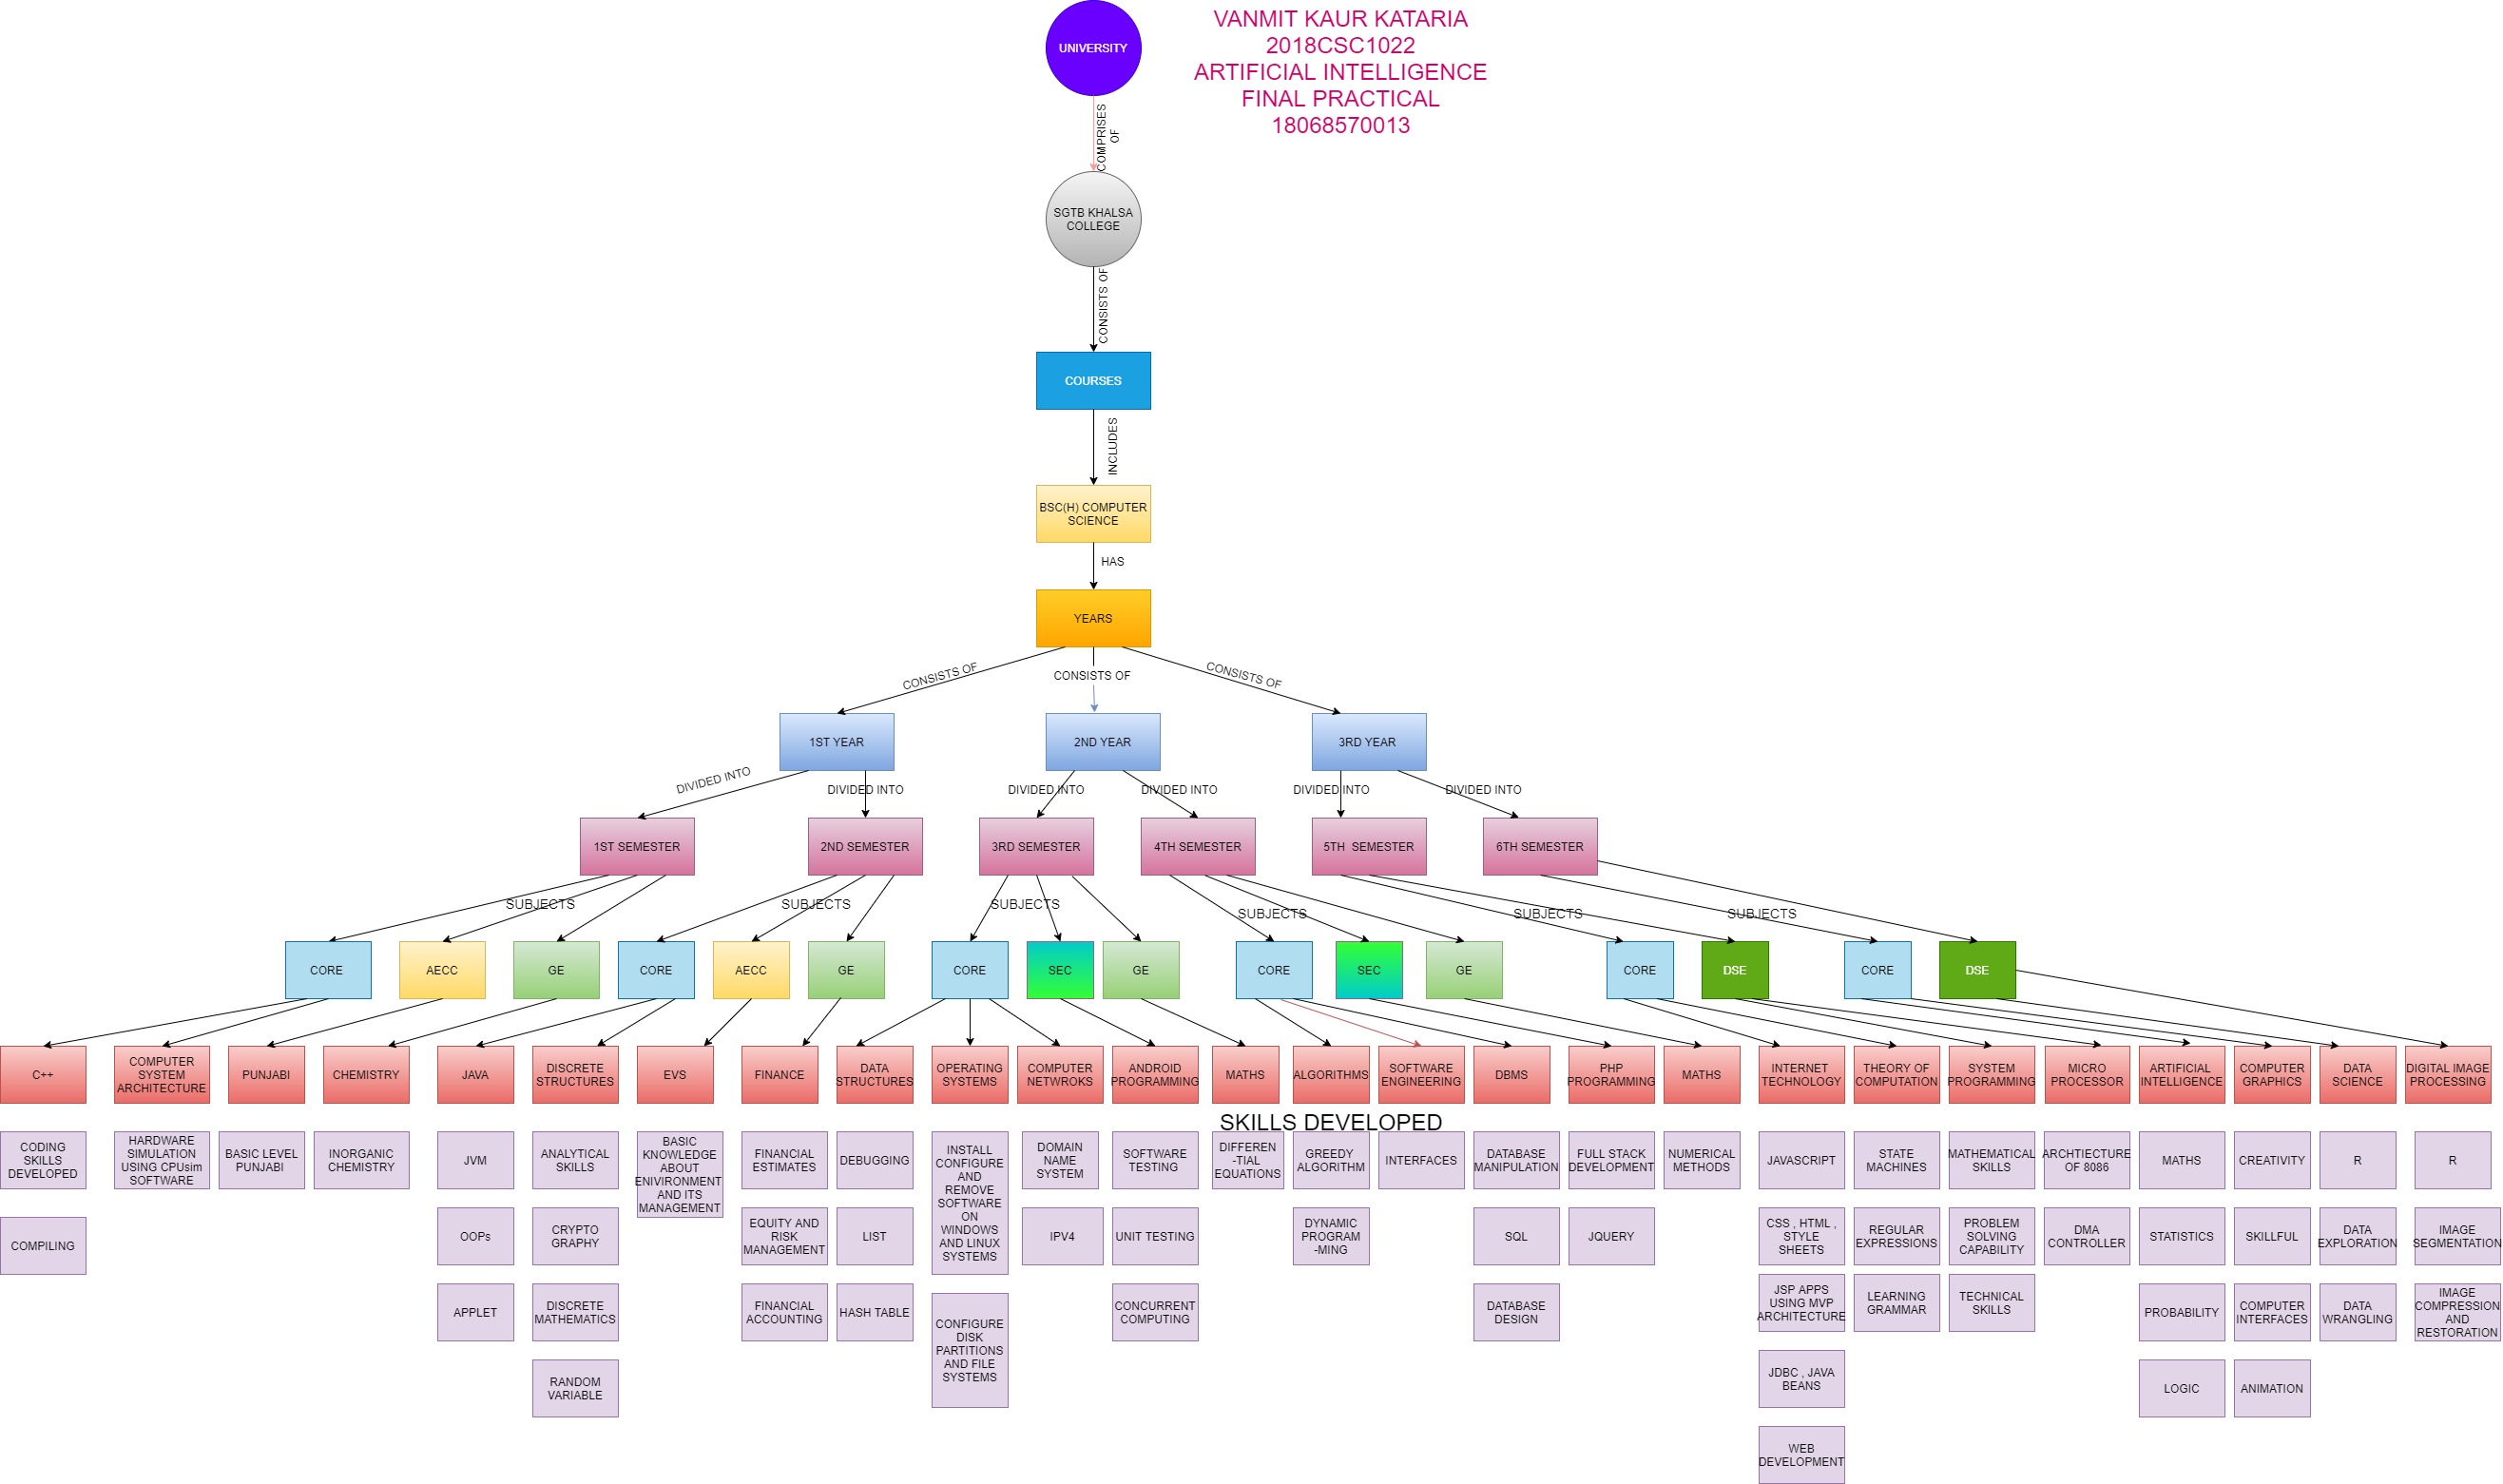 UNIVERSITY
VANMIT KAUR KATARIA
2018CSC1022
ARTIFICIAL INTELLIGENCE
FINAL PRACTICAL
18068570013
COMPRISES
OF
SGTB KHALSA
COLLEGE
CONSISTS OF
COURSES
INCLUDES
BSC(H) COMPUTER
SCIENCE
HAS
YEARS
CONSISTS OF
CONSISTS OF
CONSISTS OF
1ST YEAR
2ND YEAR
3RD YEAR
DIVIDED INTO
DIVIDED INTO
DIVIDED INTO
DIVIDED INTO
DIVIDED INTO
DIVIDED INTO
1ST SEMESTER
2ND SEMESTER
3RD SEMESTER
4TH SEMESTER
5TH SEMESTER
6TH SEMESTER
SUBJECTS
SUBJECTS
SUBJECTS
SUBJECTS
SUBJECTS
SUBJECTS
CORE
AECC
GE
CORE
AECC
GE
CORE
SEC
GE
CORE
SEC
GE
CORE
DSE
CORE
DSE
C++
COMPUTER
SYSTEM
ARCHITECTURE
PUNJABI
CHEMISTRY
JAVA
DISCRETE
STRUCTURES
EVS
FINANCE
DATA
STRUCTURES
OPERATING
SYSTEMS
COMPUTER
NETWROKS
ANDROID
PROGRAMMING
MATHS
ALGORITHMS
SOFTWARE
ENGINEERING
DBMS
PHP
PROGRAMMING
MATHS
INTERNET
TECHNOLOGY
THEORY OF
COMPUTATION
SYSTEM
PROGRAMMING
MICRO
PROCESSOR
ARTIFICIAL
INTELLIGENCE
COMPUTER
GRAPHICS
DATA
SCIENCE
DIGITAL IMAGE
PROCESSING
SKILLS DEVELOPED
CODING
SKILLS
DEVELOPED
HARDWARE
SIMULATION
USING CPUsim
SOFTWARE
BASIC LEVEL
PUNJABI
INORGANIC
CHEMISTRY
JVM
ANALYTICAL
SKILLS
BASIC
KNOWLEDGE
ABOUT
ENIVIRONMENT
AND ITS
MANAGEMENT
FINANCIAL
ESTIMATES
DEBUGGING
INSTALL
CONFIGURE
AND
REMOVE
SOFTWARE
ON
WINDOWS
AND LINUX
SYSTEMS
DOMAIN
NAME
SYSTEM
SOFTWARE
TESTING
DIFFEREN
-TIAL
EQUATIONS
GREEDY
ALGORITHM
INTERFACES
DATABASE
MANIPULATION
FULL STACK
DEVELOPMENT
NUMERICAL
METHODS
JAVASCRIPT
STATE
MACHINES
MATHEMATICAL
SKILLS
ARCHTIECTURE
OF 8086
MATHS
CREATIVITY
R
R
COMPILING
OOPs
CRYPTO
GRAPHY
EQUITY AND
RISK
MANAGEMENT
LIST
IPV4
UNIT TESTING
DYNAMIC
PROGRAM
-MING
SQL
JQUERY
CSS , HTML ,
STYLE
SHEETS
REGULAR
EXPRESSIONS
PROBLEM
SOLVING
CAPABILITY
DMA
CONTROLLER
STATISTICS
SKILLFUL
DATA
EXPLORATION
IMAGE
SEGMENTATION
APPLET
DISCRETE
MATHEMATICS
FINANCIAL
ACCOUNTING
HASH TABLE
CONFIGURE
DISK
PARTITIONS
AND FILE
SYSTEMS
CONCURRENT
COMPUTING
DATABASE
DESIGN
JSP APPS
USING MVP
ARCHITECTURE
LEARNING
GRAMMAR
TECHNICAL
SKILLS
PROBABILITY
COMPUTER
INTERFACES
DATA
WRANGLING
IMAGE
COMPRESSION
AND
RESTORATION
RANDOM
VARIABLE
JDBC , JAVA
BEANS
LOGIC
ANIMATION
WEB
DEVELOPMENT